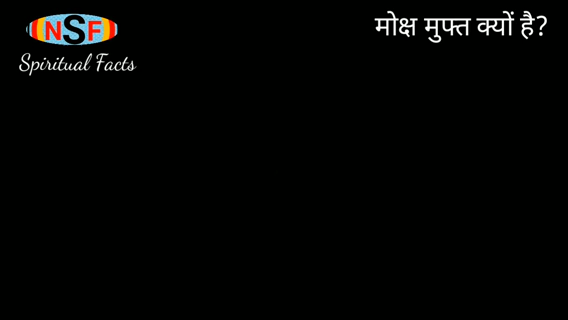 NSF
Spiritual Facts
मोक्ष मुफ्त क्यों है?